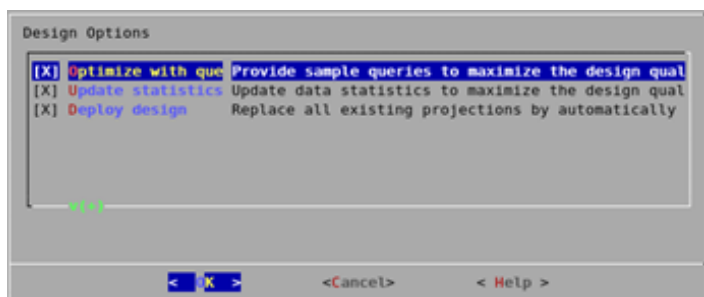 Design Options
[X] Optimize with que Provide sample queries to maximize the design qual
[X] Update statistics Update data statistics to maximize the design qual
[X] Deploy design Replace all existing projections by automatically
v(+)
< OK > <Cancel> < Help >